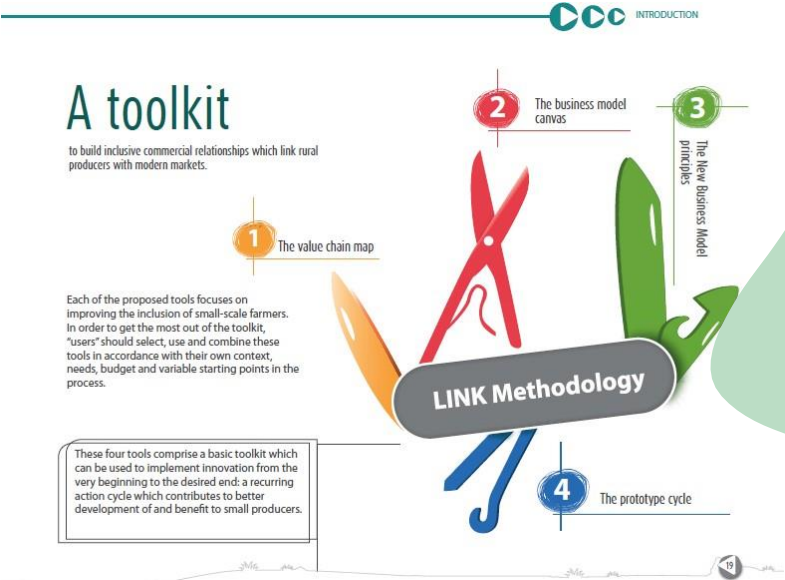 INTRODUCTION
A toolkit
to build inclusive commercial relationships which link rural
producers with modern markets.
1
The value chain map
2
The business model
canvas
3
The New Business Model
principles
Each of the proposed tools focuses on
improving the inclusion of small-scale farmers.
In order to get the most out of the toolkit,
"users" should select, use and combine these
tools in accordance with their own context,
needs, budget and variable starting points in the
process.
LINK Methodology
These four tools comprise a basic toolkit which
can be used to implement innovation from the
very beginning to the desired end: a recurring
action cycle which contributes to better
development of and benefit to small producers.
4
The prototype cycle
19